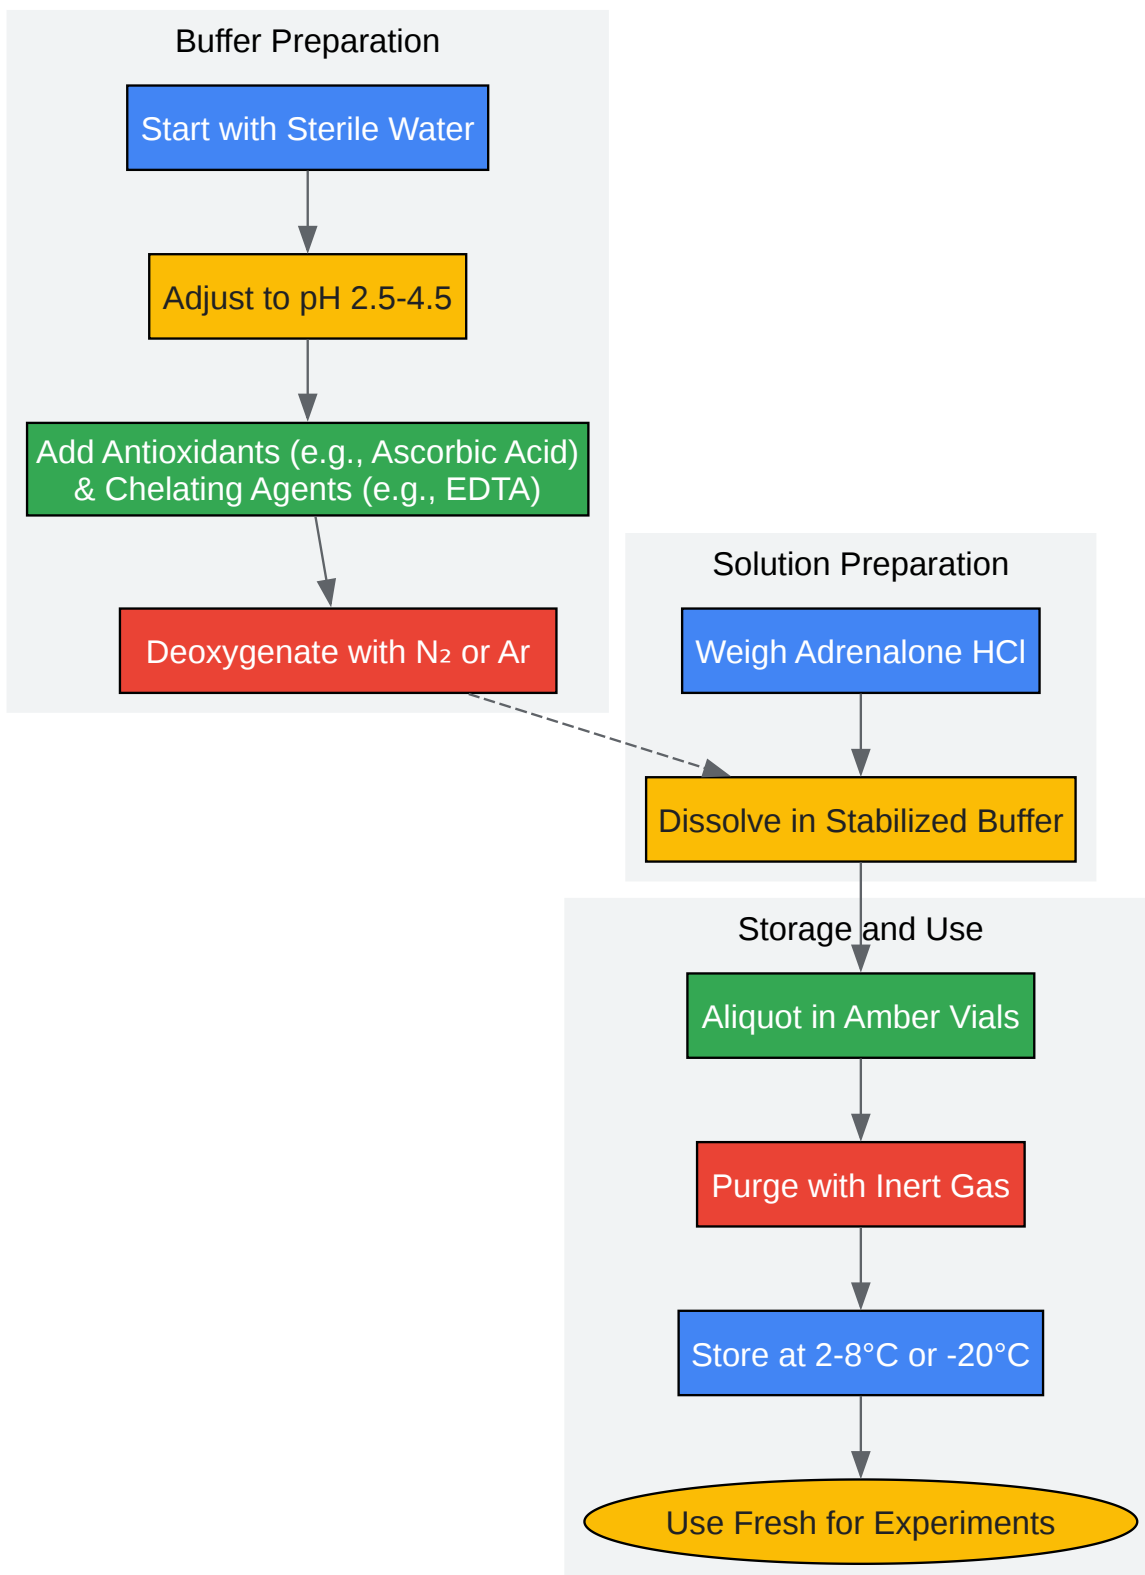 Buffer Preparation
Start with Sterile Water
Adjust to pH 2.5-4.5
Add Antioxidants (e.g., Ascorbic Acid)
& Chelating Agents (e.g., EDTA)
Deoxygenate with N₂ or Ar
Solution Preparation
Weigh Adrenalone HCl
Dissolve in Stabilized Buffer
Storage and Use
Aliquot in Amber Vials
Purge with Inert Gas
Store at 2-8°C or -20°C
Use Fresh for Experiments